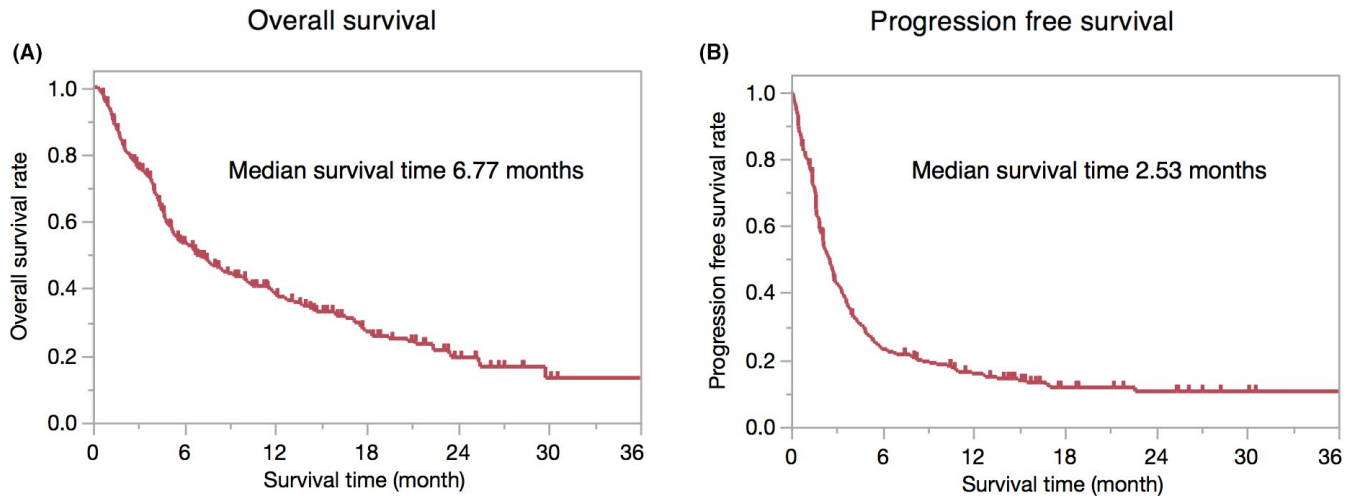 Overall survival
(A)
Overall survival rate
1.0
0.8
0.6
0.4
0.2
0.0
Median survival time 6.77 months
0 6 12 18 24 30 36
Survival time (month)
Progression free survival
(B)
Progression free survival rate
1.0
0.8
0.6
0.4
0.2
0.0
Median survival time 2.53 months
0 6 12 18 24 30 36
Survival time (month)